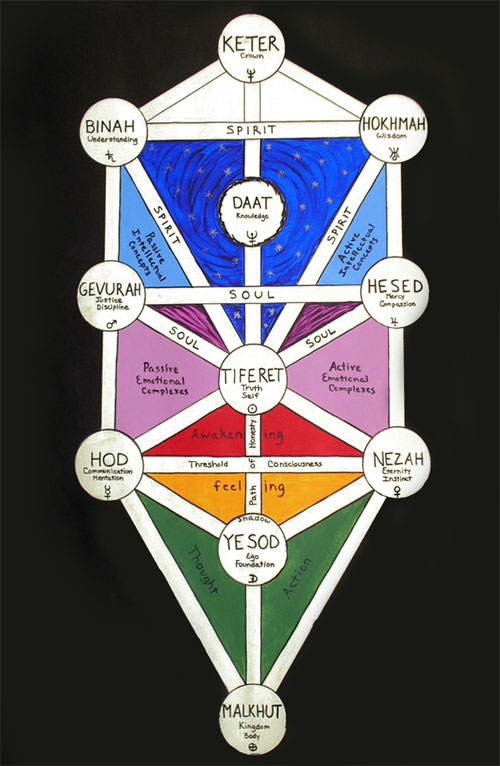 KETER
Crown
BINAH
Understanding
HOKHMAH
Wisdom
SPIRIT
DAAT
Knowledge
SPIRIT
SPIRIT
Passive
Intellectual
Concepts
Active
Intellectual
Concepts
GEVURAH
Justice
Discipline
SOUL
HESED
Mercy
Compassion
SOUL
SOUL
TIFERET
Truth
Self
Passive
Emotional
Complexes
Active
Emotional
Complexes
Awakening
Path of Honesty
HOD
Communication
Mentation
Threshold of Consciousness
NEZAH
Eternity
Instinct
feeling
Shadow
YESOD
Ego
Foundation
Thought
Action
MALKHUT
Kingdom
Body